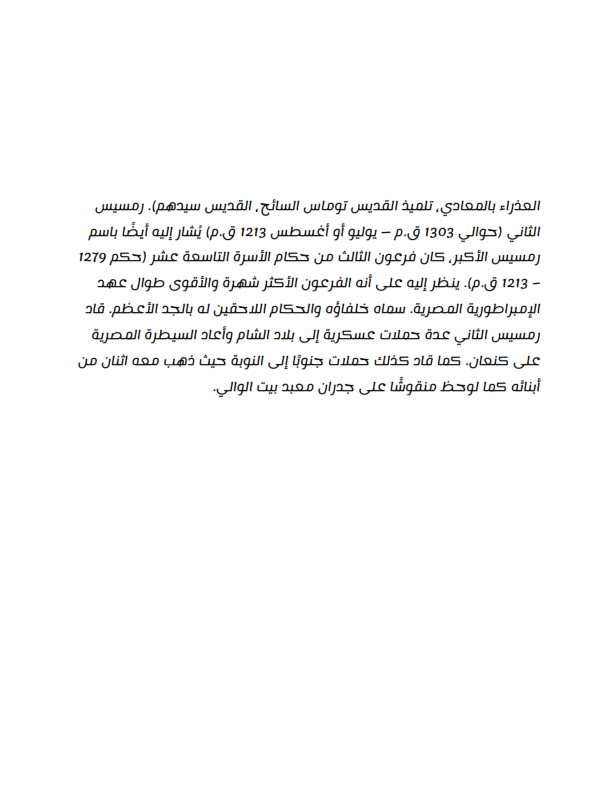 العذراء بالمعادي، تلميذ القديس توماس السائح، القديس سيدهم). رمسيس
الثاني (حوالي 1303 ق.م – يوليو أو أغسطس 1213 ق.م) يُشار إليه أيضًا باسم
رمسيس الأكبر، كان فرعون الثالث من حكام الأسرة التاسعة عشر (حكم 1279
– 1213 ق.م). ينظر إليه على أنه الفرعون الأكثر شهرة والأقوى طوال عهد
الإمبراطورية المصرية. سماه خلفاؤه والحكام اللاحقين له بالجد الأعظم. قاد
رمسيس الثاني عدة حملات عسكرية إلى بلاد الشام وأعاد السيطرة المصرية
على كنعان. كما قاد كذلك حملات جنوبًا إلى النوبة حيث ذهب معه اثنان من
أبنائه كما لوحظ منقوشًا على جدران معبد بيت الوالي.